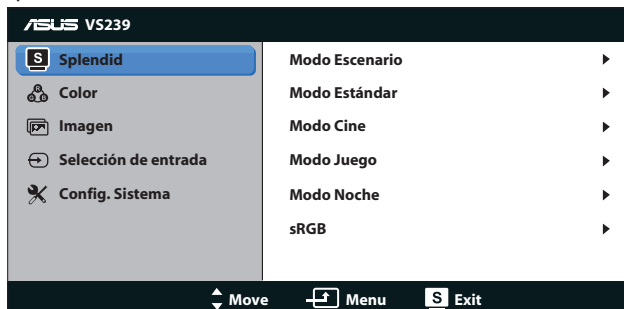 ASUS VS239
S Splendid
Color
Imagen
Selección de entrada
Config. Sistema
Modo Escenario
Modo Estándar
Modo Cine
Modo Juego
Modo Noche
sRGB
Move Menu S Exit